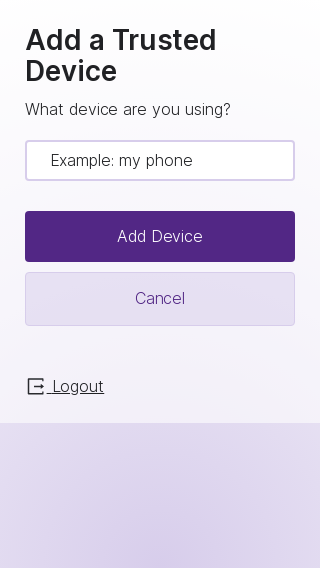 Add a Trusted
Device
What device are you using?
Example: my phone
Add Device
Cancel
Logout